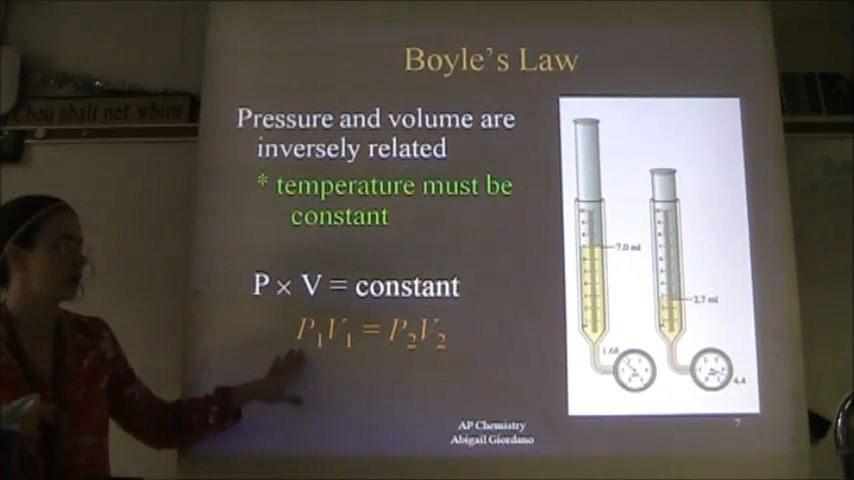 Boyle's Law
Thou shalt not whine
Pressure and volume are
inversely related
* temperature must be
constant
P × V = constant
P₁V₁ = P₂V₂
7.0 ml
2.7 ml
1.68
4.4
AP Chemistry
Abigail Giordano
7